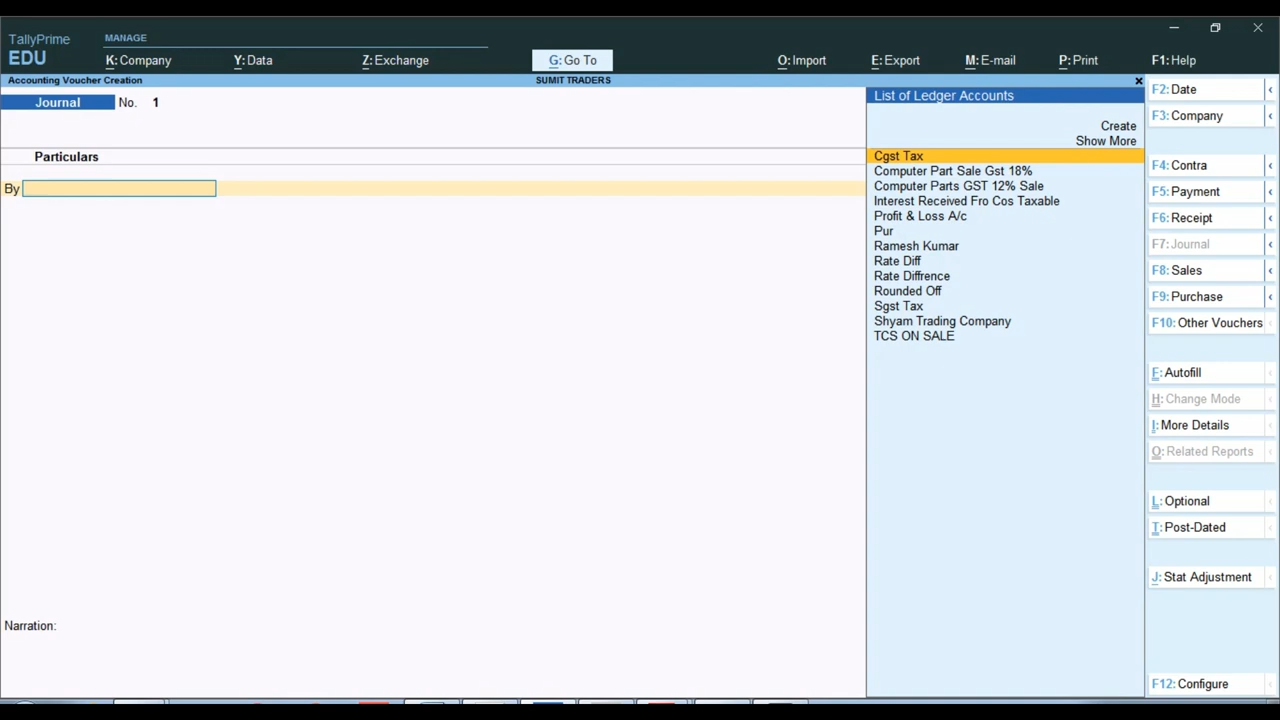 TallyPrime
EDU
MANAGE
K: Company
Y: Data
Z: Exchange
G: Go To
O: Import
E: Export
M: E-mail
P: Print
F1: Help
Accounting Voucher Creation
SUMIT TRADERS
Journal No. 1
Particulars
By
Narration:
List of Ledger Accounts
Create
Show More
Cgst Tax
Computer Part Sale Gst 18%
Computer Parts GST 12% Sale
Interest Received Fro Cos Taxable
Profit & Loss A/c
Pur
Ramesh Kumar
Rate Diff
Rate Diffrence
Rounded Off
Sgst Tax
Shyam Trading Company
TCS ON SALE
F2: Date
F3: Company
F4: Contra
F5: Payment
F6: Receipt
F7: Journal
F8: Sales
F9: Purchase
F10: Other Vouchers
F: Autofill
H: Change Mode
I: More Details
O: Related Reports
L: Optional
T: Post-Dated
J: Stat Adjustment
F12: Configure